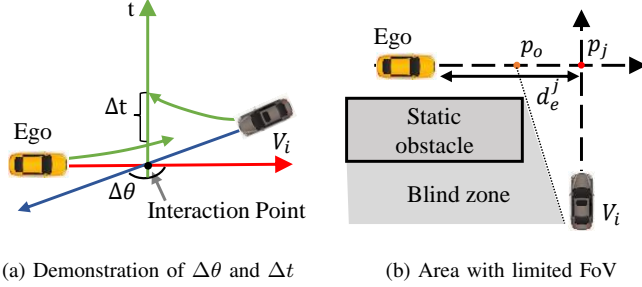 t
Δt
Ego
V_i
Δθ
Interaction Point
(a) Demonstration of Δθ and Δt
Ego
p_o
p_j
d_e^j
Static
obstacle
Blind zone
V_i
(b) Area with limited FoV